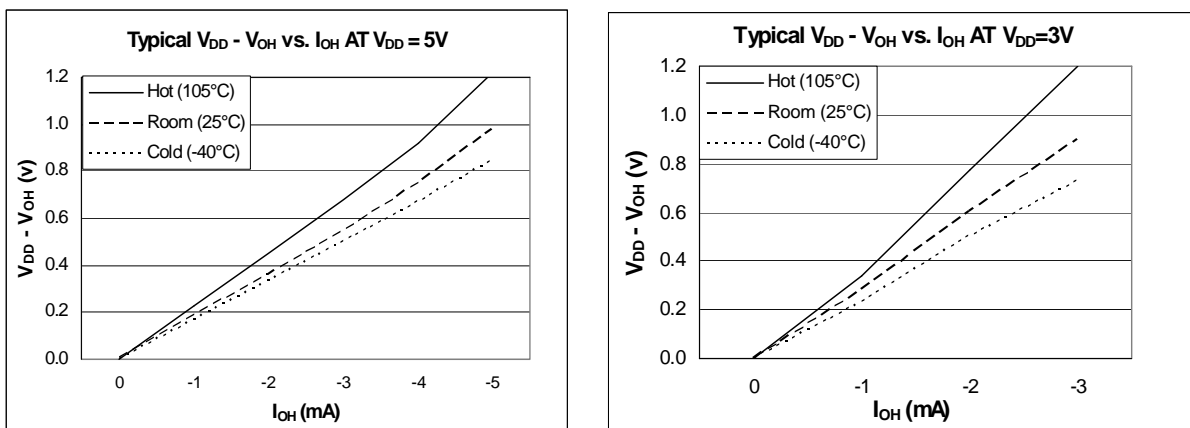 Typical VDD - VOH vs. IOH AT VDD = 5V
1.2
1.0
0.8
0.6
0.4
0.2
0.0
Hot (105°C)
Room (25°C)
Cold (-40°C)
VDD - VOH (v)
0 -1 -2 -3 -4 -5
IOH (mA)
Typical VDD - VOH vs. IOH AT VDD=3V
1.2
1.0
0.8
0.6
0.4
0.2
0.0
Hot (105°C)
Room (25°C)
Cold (-40°C)
VDD - VOH (v)
0 -1 -2 -3
IOH (mA)